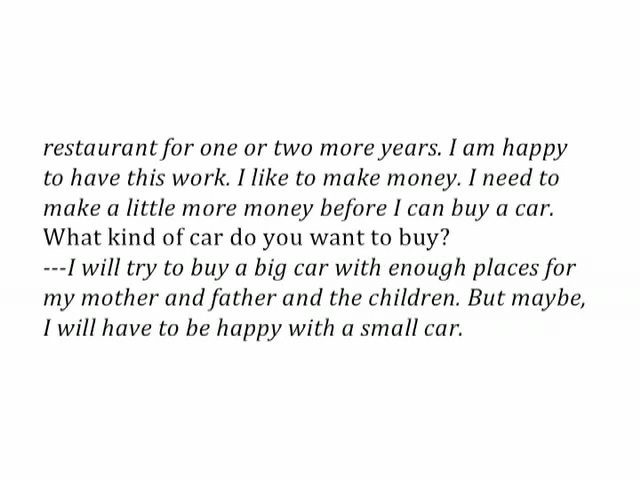 restaurant for one or two more years. I am happy
to have this work. I like to make money. I need to
make a little more money before I can buy a car.
What kind of car do you want to buy?
---I will try to buy a big car with enough places for
my mother and father and the children. But maybe,
I will have to be happy with a small car.